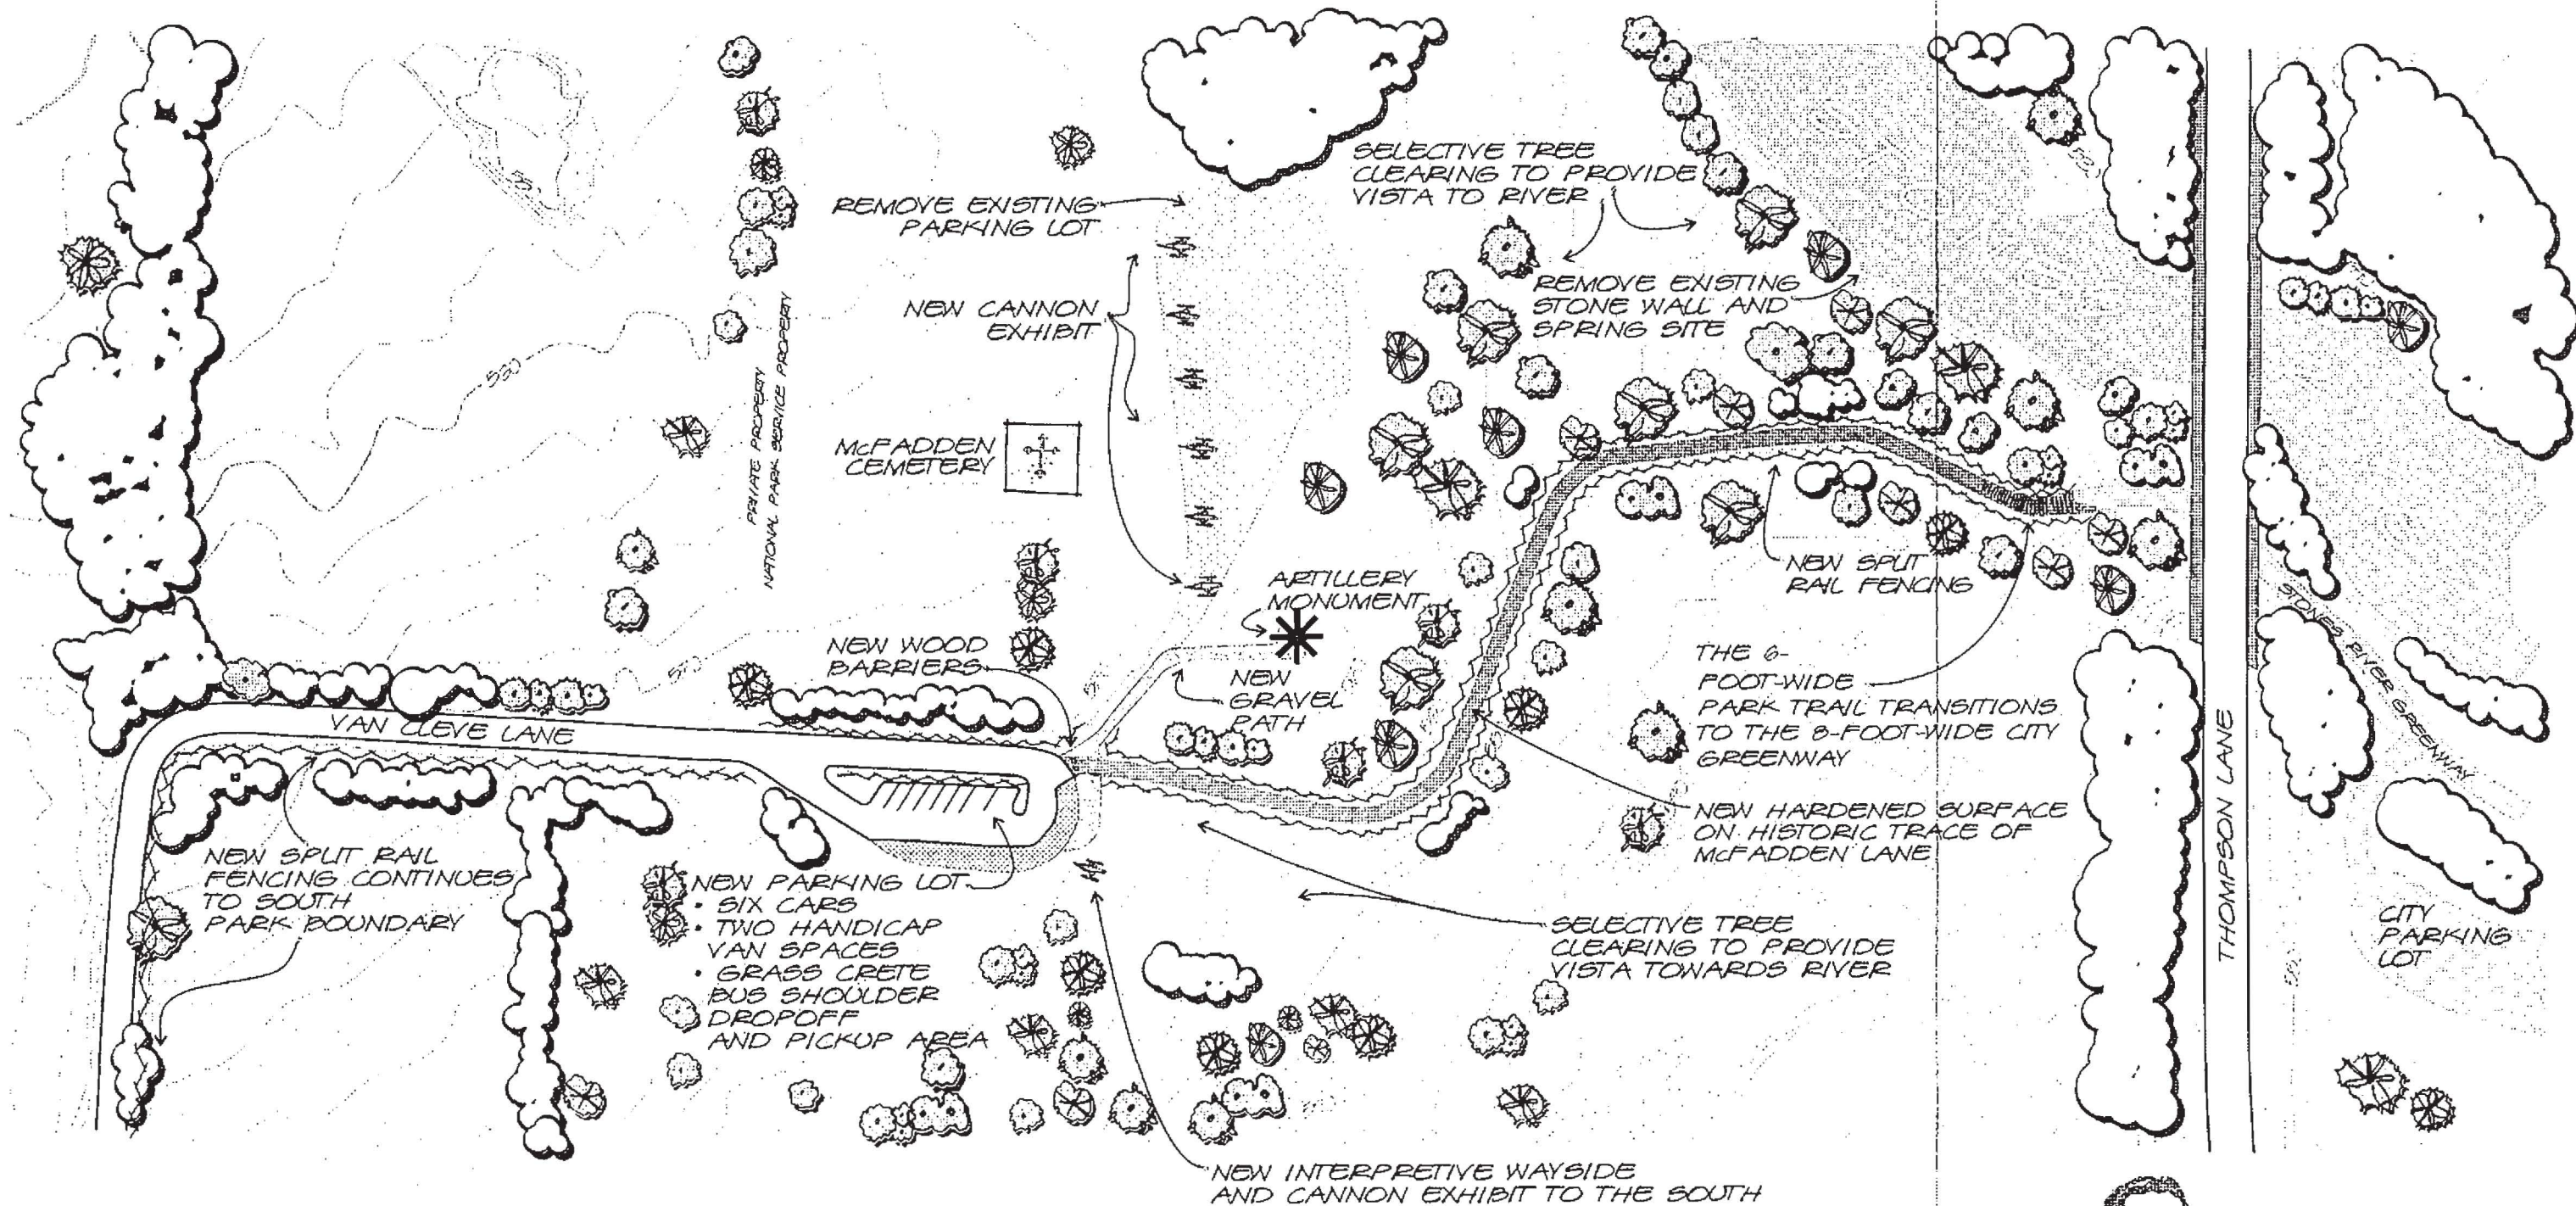 SELECTIVE TREE
CLEARING TO PROVIDE
VISTA TO RIVER
REMOVE EXISTING
PARKING LOT
REMOVE EXISTING
STONE WALL AND
SPRING SITE
NEW CANNON
EXHIBIT
PRIVATE PROPERTY
NATIONAL PARK SERVICE PROPERTY
550
McFADDEN
CEMETERY
ARTILLERY
MONUMENT
NEW SPLIT
RAIL FENCING
STONES RIVER GREENWAY
NEW WOOD
BARRIERS
NEW
GRAVEL
PATH
THE 6-
FOOT-WIDE
PARK TRAIL TRANSITIONS
TO THE 8-FOOT-WIDE CITY
GREENWAY
VAN CLEVE LANE
THOMPSON LANE
NEW HARDENED SURFACE
ON HISTORIC TRACE OF
McFADDEN LANE
NEW SPLIT RAIL
FENCING CONTINUES
TO SOUTH
PARK BOUNDARY
NEW PARKING LOT
• SIX CARS
• TWO HANDICAP
VAN SPACES
• GRASS CRETE
BUS SHOULDER
DROPOFF
AND PICKUP AREA
SELECTIVE TREE
CLEARING TO PROVIDE
VISTA TOWARDS RIVER
CITY
PARKING
LOT
NEW INTERPRETIVE WAYSIDE
AND CANNON EXHIBIT TO THE SOUTH